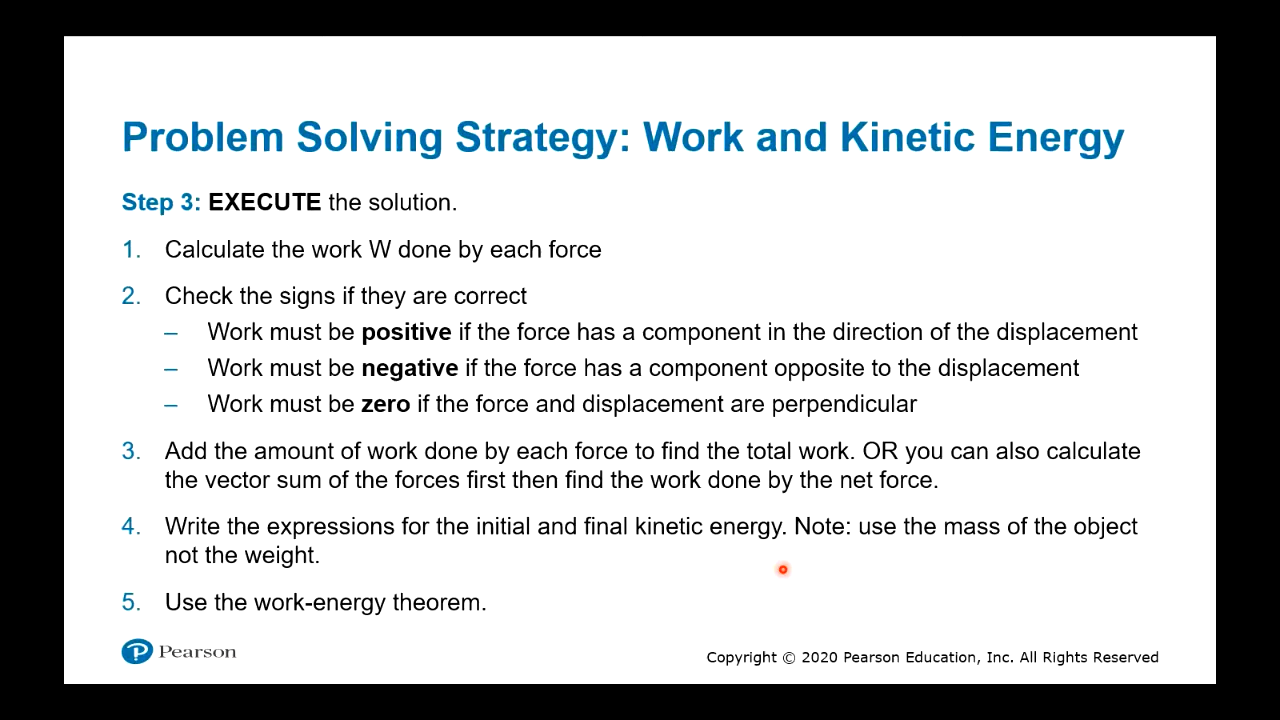 Problem Solving Strategy: Work and Kinetic Energy
Step 3: EXECUTE the solution.
1. Calculate the work W done by each force
2. Check the signs if they are correct
– Work must be positive if the force has a component in the direction of the displacement
– Work must be negative if the force has a component opposite to the displacement
– Work must be zero if the force and displacement are perpendicular
3. Add the amount of work done by each force to find the total work. OR you can also calculate
the vector sum of the forces first then find the work done by the net force.
4. Write the expressions for the initial and final kinetic energy. Note: use the mass of the object
not the weight.
5. Use the work-energy theorem.
P Pearson
Copyright © 2020 Pearson Education, Inc. All Rights Reserved